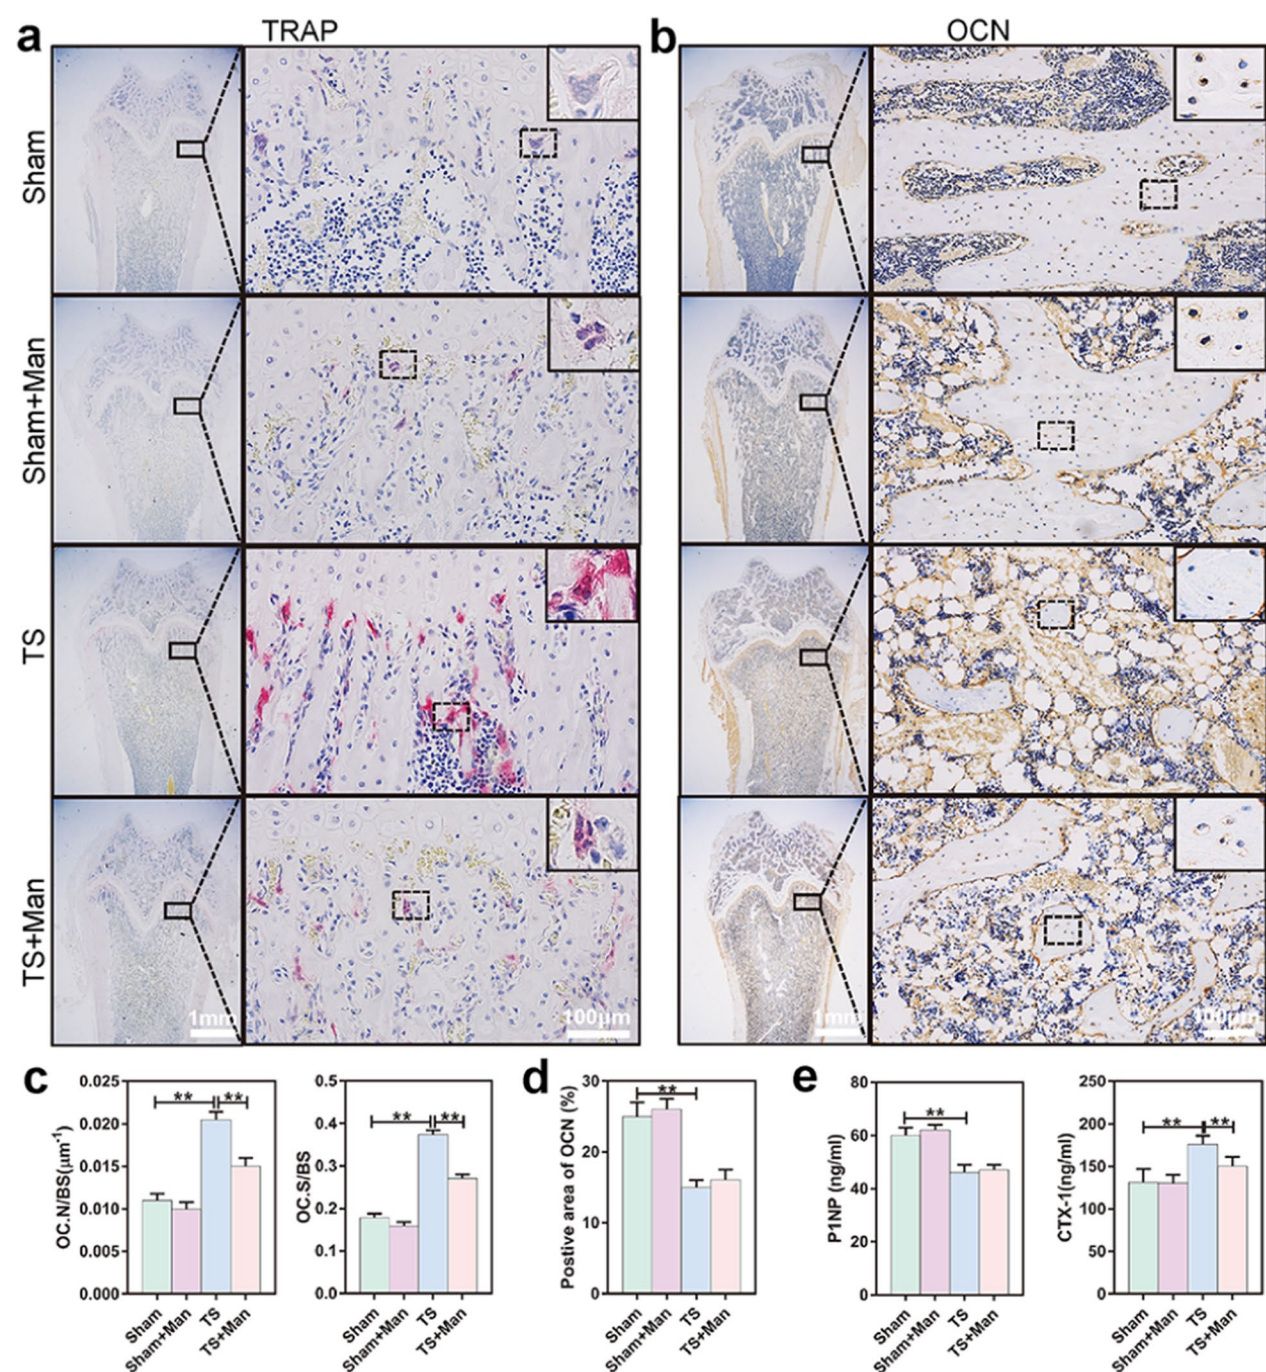 a
TRAP
b
OCN
Sham
Sham+Man
TS
TS+Man
1mm
100μm
1mm
100μm
c
OC.N/BS(μm⁻¹)
0.025
0.020
0.015
0.010
0.005
0.000
** **
Sham
Sham+Man
TS
TS+Man
OC.S/BS
0.5
0.4
0.3
0.2
0.1
0.0
** **
Sham
Sham+Man
TS
TS+Man
d
Postive area of OCN (%)
30
20
10
0
**
Sham
Sham+Man
TS
TS+Man
e
P1NP (ng/ml)
80
60
40
20
0
**
Sham
Sham+Man
TS
TS+Man
CTX-1(ng/ml)
250
200
150
100
50
0
** **
Sham
Sham+Man
TS
TS+Man